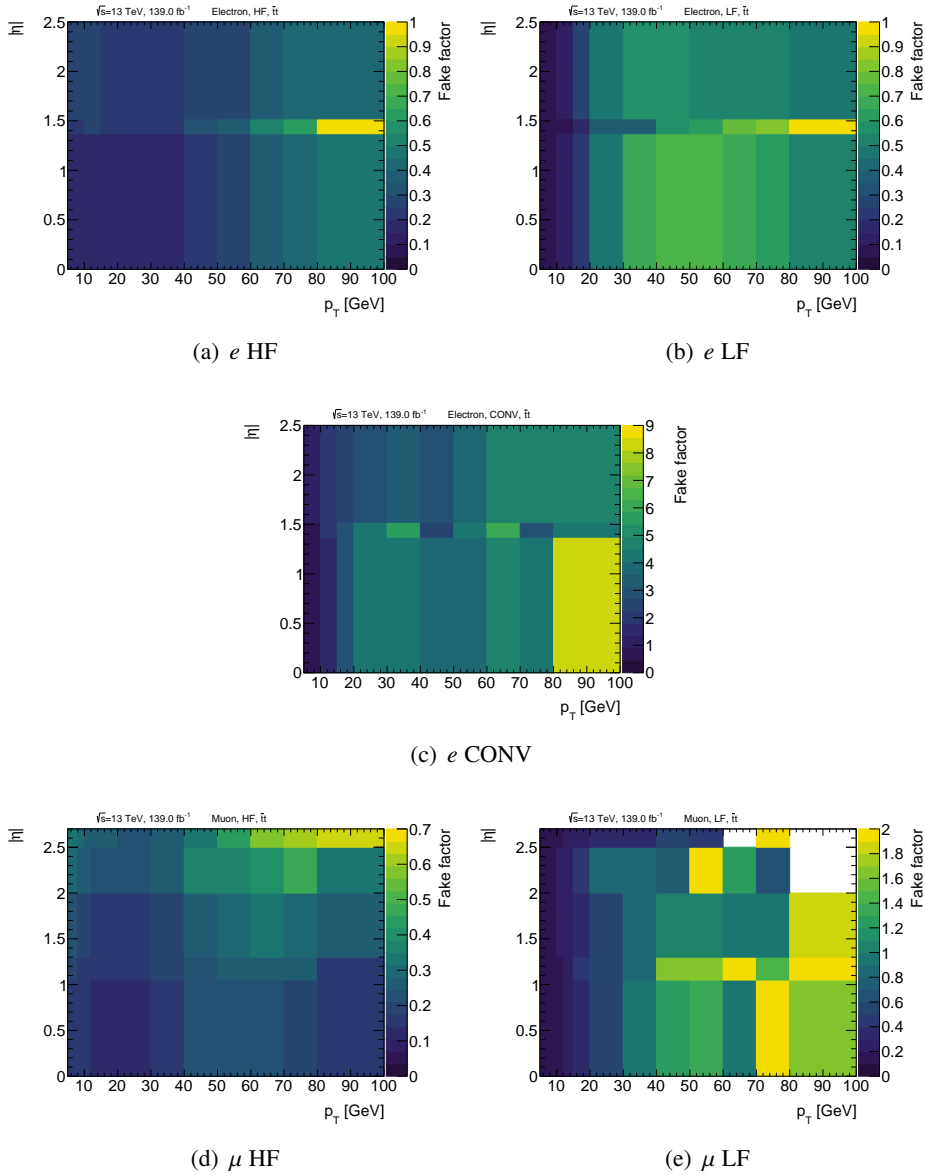 √s=13 TeV, 139.0 fb⁻¹ Electron, HF, tt̄
|η|
2.5
2
1.5
1
0.5
0
10 20 30 40 50 60 70 80 90 100
p_T [GeV]
1
0.9
0.8
0.7
0.6
0.5
0.4
0.3
0.2
0.1
0
Fake factor
(a) e HF
√s=13 TeV, 139.0 fb⁻¹ Electron, LF, tt̄
|η|
2.5
2
1.5
1
0.5
0
10 20 30 40 50 60 70 80 90 100
p_T [GeV]
1
0.9
0.8
0.7
0.6
0.5
0.4
0.3
0.2
0.1
0
Fake factor
(b) e LF
√s=13 TeV, 139.0 fb⁻¹ Electron, CONV, tt̄
|η|
2.5
2
1.5
1
0.5
0
10 20 30 40 50 60 70 80 90 100
p_T [GeV]
9
8
7
6
5
4
3
2
1
0
Fake factor
(c) e CONV
√s=13 TeV, 139.0 fb⁻¹ Muon, HF, tt̄
|η|
2.5
2
1.5
1
0.5
0
10 20 30 40 50 60 70 80 90 100
p_T [GeV]
0.7
0.6
0.5
0.4
0.3
0.2
0.1
0
Fake factor
(d) μ HF
√s=13 TeV, 139.0 fb⁻¹ Muon, LF, tt̄
|η|
2.5
2
1.5
1
0.5
0
10 20 30 40 50 60 70 80 90 100
p_T [GeV]
2
1.8
1.6
1.4
1.2
1
0.8
0.6
0.4
0.2
0
Fake factor
(e) μ LF